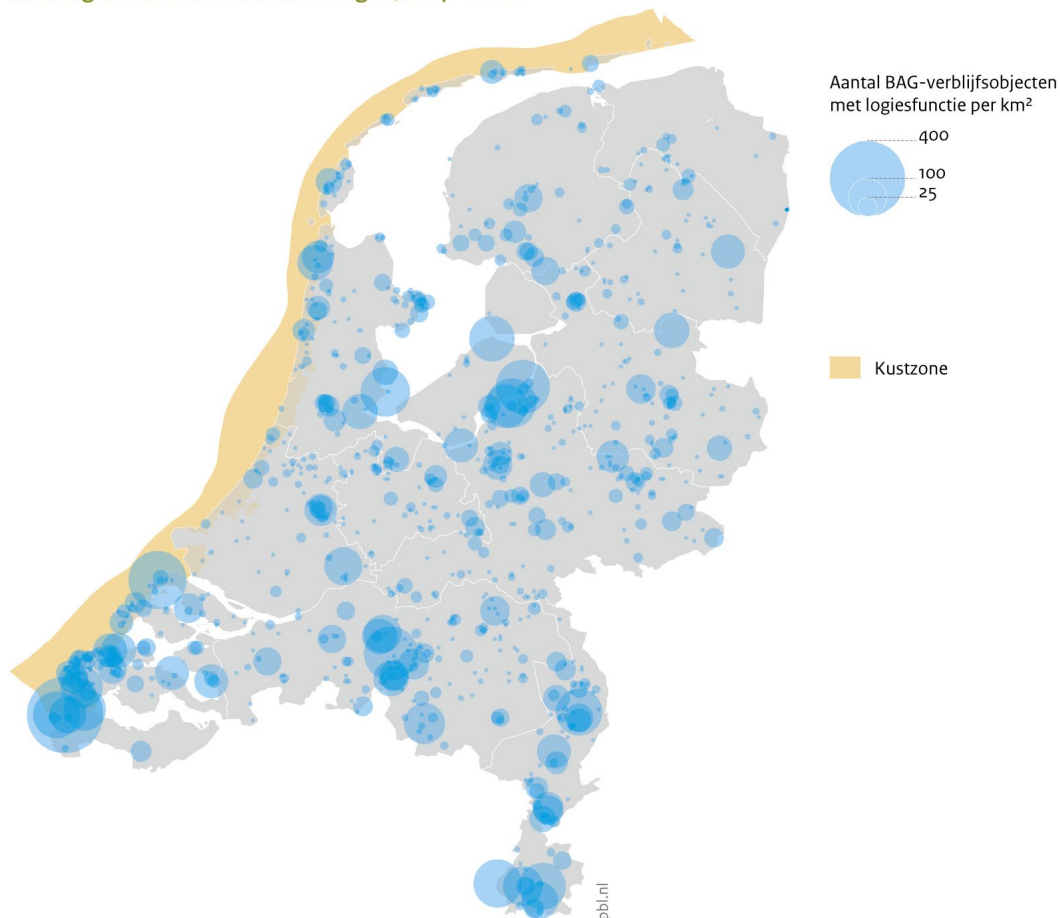 Aantal BAG-verblijfsobjecten
met logiesfunctie per km²
400
100
25
Kustzone
pbl.nl